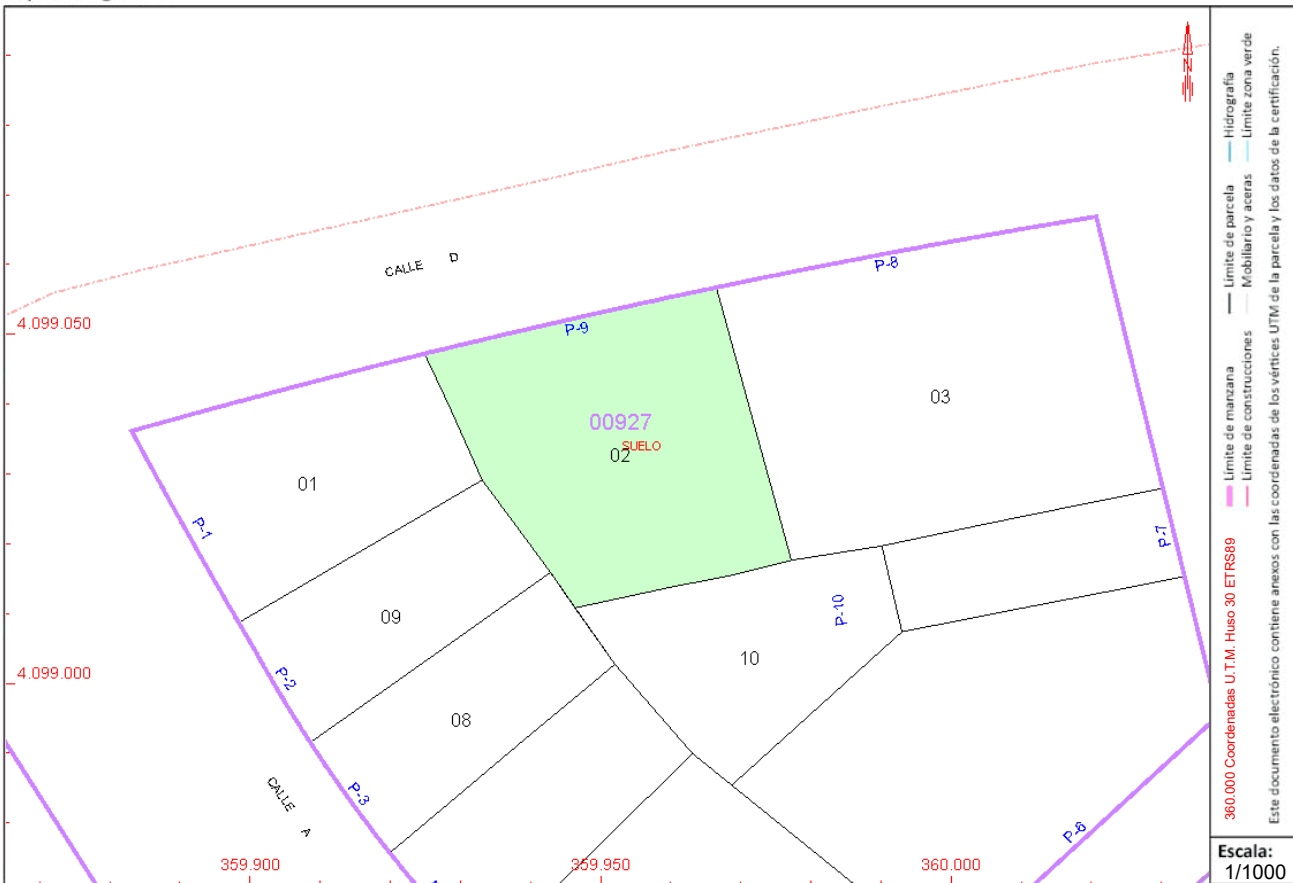 N
CALLE D
4.099.050
P-9
P-8
00927
SUELO
02
03
01
P-1
P-7
09
P-10
10
P-2
4.099.000
08
CALLE A
P-3
P-6
359.900
359.950
360.000
360.000 Coordenadas U.T.M. Huso 30 ETRS89
Límite de manzana
Límite de parcela
Hidrografía
Límite de construcciones
Mobiliario y aceras
Límite zona verde
Este documento electrónico contiene anexos con las coordenadas de los vértices UTM de la parcela y los datos de la certificación.
Escala:
1/1000